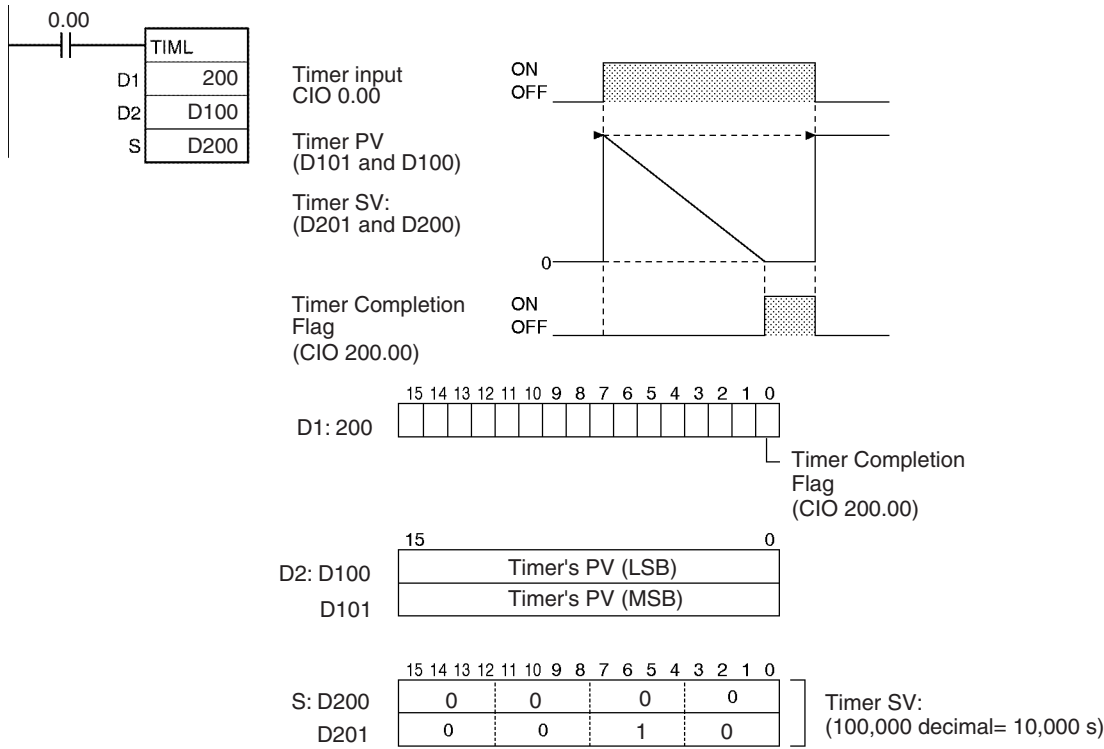 0.00
TIML
D1 200
D2 D100
S D200
Timer input
CIO 0.00
ON
OFF
Timer PV
(D101 and D100)
Timer SV:
(D201 and D200)
0
Timer Completion
Flag
(CIO 200.00)
ON
OFF
15 14 13 12 11 10 9 8 7 6 5 4 3 2 1 0
D1: 200
Timer Completion
Flag
(CIO 200.00)
15 0
D2: D100 Timer's PV (LSB)
D101 Timer's PV (MSB)
15 14 13 12 11 10 9 8 7 6 5 4 3 2 1 0
S: D200 0 0 0 0
D201 0 0 1 0
Timer SV:
(100,000 decimal= 10,000 s)